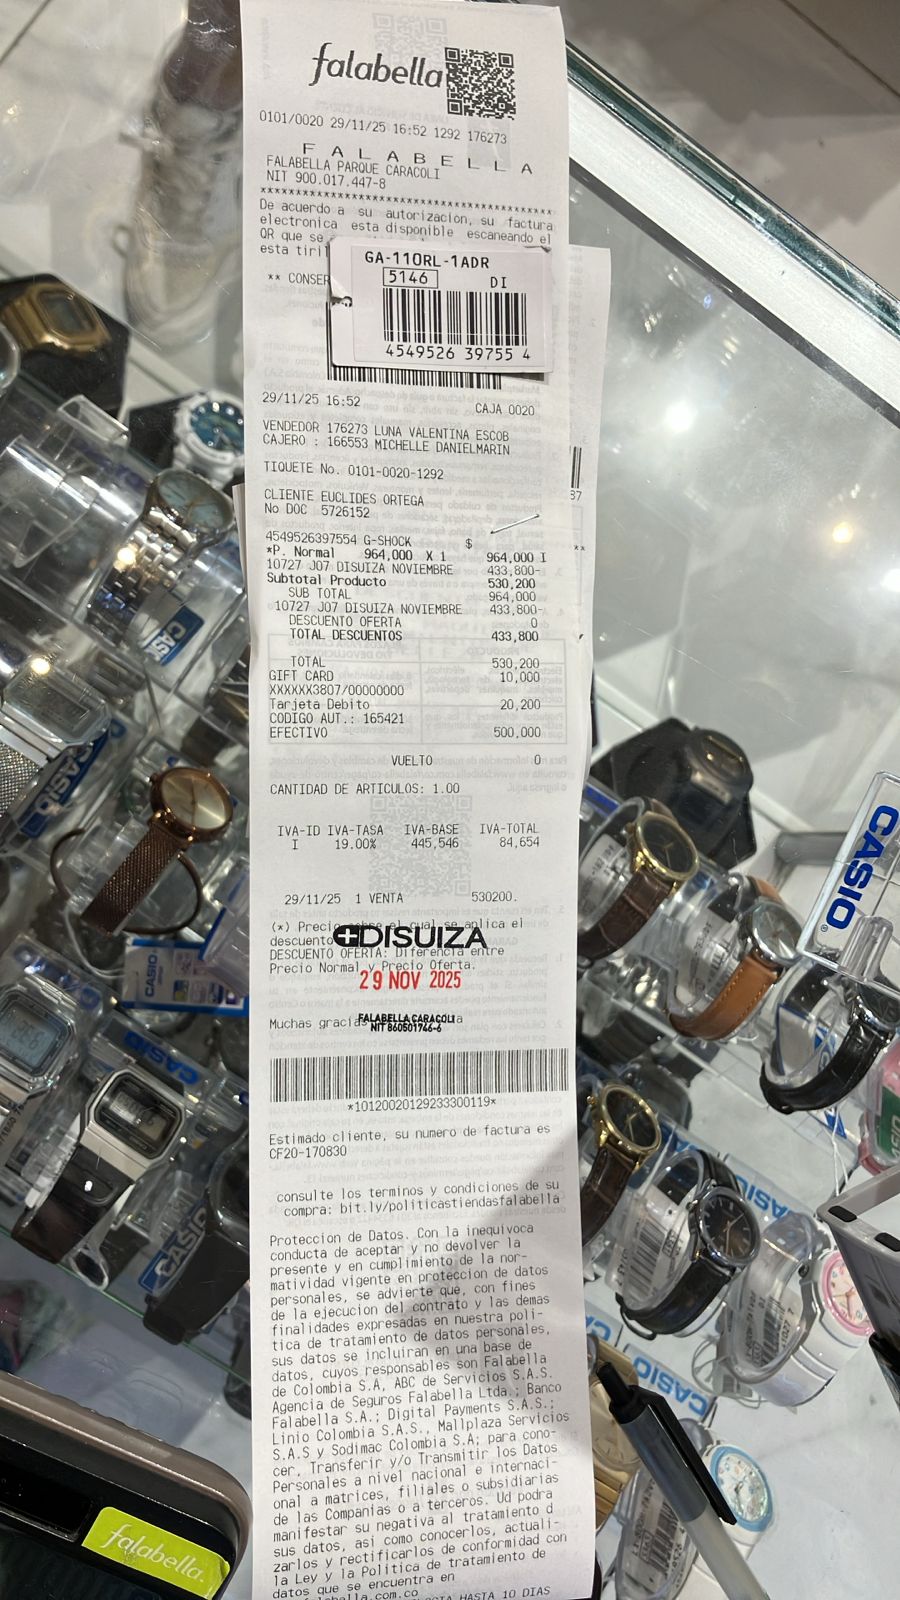 falabella
0101/0020 29/11/25 16:52 1292 176273
F A L A B E L L A
FALABELLA PARQUE CARACOLI
NIT 900.017.447-8
De acuerdo a su autorizacion, su factura
electronica esta disponible escaneando el
QR que se
esta tiril
** CONSER
GA-110RL-1ADR
5146 DI
4549526 39755 4
29/11/25 16:52 CAJA 0020
VENDEDOR 176273 LUNA VALENTINA ESCOB
CAJERO : 166553 MICHELLE DANIELMARIN
TIQUETE No. 0101-0020-1292
CLIENTE EUCLIDES ORTEGA
No DOC 5726152
4549526397554 G-SHOCK $
*P. Normal 964,000 X 1 964,000 I
10727 J07 DISUIZA NOVIEMBRE 433,800-
Subtotal Producto 530,200
SUB TOTAL 964,000
10727 J07 DISUIZA NOVIEMBRE 433,800-
DESCUENTO OFERTA 0
TOTAL DESCUENTOS 433,800
TOTAL 530,200
GIFT CARD 10,000
XXXXXX3807/00000000
Tarjeta Debito 20,200
CODIGO AUT.: 165421
EFECTIVO 500,000
VUELTO 0
CANTIDAD DE ARTICULOS: 1.00
IVA-ID IVA-TASA IVA-BASE IVA-TOTAL
I 19.00% 445,546 84,654
29/11/25 1 VENTA 530200.
(*) Precio sobre el cual se aplica el
descuento
DISUIZA
DESCUENTO OFERTA: Diferencia entre
Precio Normal y Precio Oferta.
29 NOV 2025
Muchas gracias
FALABELLA CARACOLI
NIT 860501746-6
*10120020129233300119*
Estimado cliente, su numero de factura es
CF20-170830
consulte los terminos y condiciones de su
compra: bit.ly/politicastiendasfalabella
Proteccion de Datos. Con la inequivoca
conducta de aceptar y no devolver la
presente y en cumplimiento de la nor-
matividad vigente en proteccion de datos
personales, se advierte que, con fines
de la ejecucion del contrato y las demas
finalidades expresadas en nuestra poli-
tica de tratamiento de datos personales,
sus datos se incluiran en una base de
datos, cuyos responsables son Falabella
de Colombia S.A, ABC de Servicios S.A.S.
Agencia de Seguros Falabella Ltda.; Banco
Falabella S.A.; Digital Payments S.A.S.;
Linio Colombia S.A.S., Mallplaza Servicios
S.A.S y Sodimac Colombia S.A; para cono-
cer, Transferir y/o Transmitir los Datos
Personales a nivel nacional e internaci-
onal a matrices, filiales o subsidiarias
de las Companias o a terceros. Ud podra
manifestar su negativa al tratamiento d
sus datos, asi como conocerlos, actuali-
zarlos y rectificarlos de conformidad con
la Ley y la Politica de tratamiento de
datos que se encuentra en
HASTA 10 DIAS
87
CASIO
CASIO
CASIO
CASIO
CASIO
falabella.